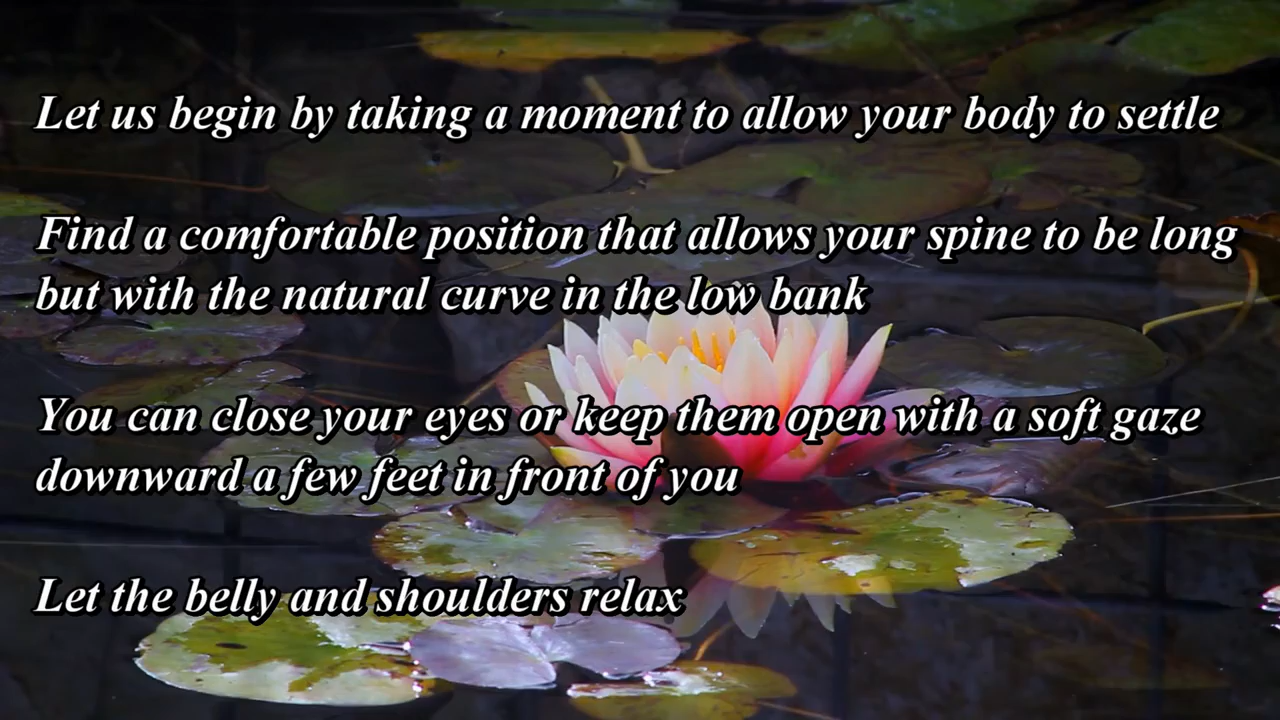 Let us begin by taking a moment to allow your body to settle
Find a comfortable position that allows your spine to be long
but with the natural curve in the low bank
You can close your eyes or keep them open with a soft gaze
downward a few feet in front of you
Let the belly and shoulders relax